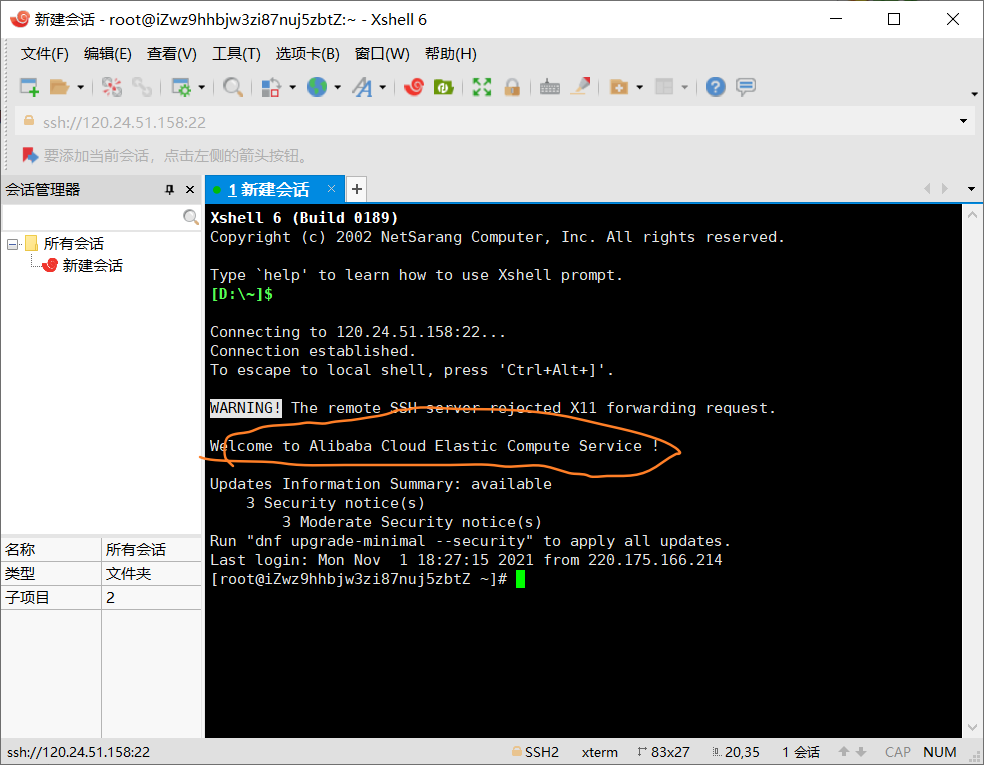 新建会话 - root@iZwz9hhbjw3zi87nuj5zbtZ:~ - Xshell 6
文件(F) 编辑(E) 查看(V) 工具(T) 选项卡(B) 窗口(W) 帮助(H)
ssh://120.24.51.158:22
要添加当前会话，点击左侧的箭头按钮。
会话管理器
1 新建会话
所有会话
新建会话
Xshell 6 (Build 0189)
Copyright (c) 2002 NetSarang Computer, Inc. All rights reserved.
Type `help' to learn how to use Xshell prompt.
[D:\~]$
Connecting to 120.24.51.158:22...
Connection established.
To escape to local shell, press 'Ctrl+Alt+]'.
WARNING! The remote SSH server rejected X11 forwarding request.
Welcome to Alibaba Cloud Elastic Compute Service !
Updates Information Summary: available
3 Security notice(s)
3 Moderate Security notice(s)
Run "dnf upgrade-minimal --security" to apply all updates.
Last login: Mon Nov  1 18:27:15 2021 from 220.175.166.214
[root@iZwz9hhbjw3zi87nuj5zbtZ ~]#
名称 所有会话
类型 文件夹
子项目 2
ssh://120.24.51.158:22 SSH2 xterm 83x27 20,35 1 会话 CAP NUM